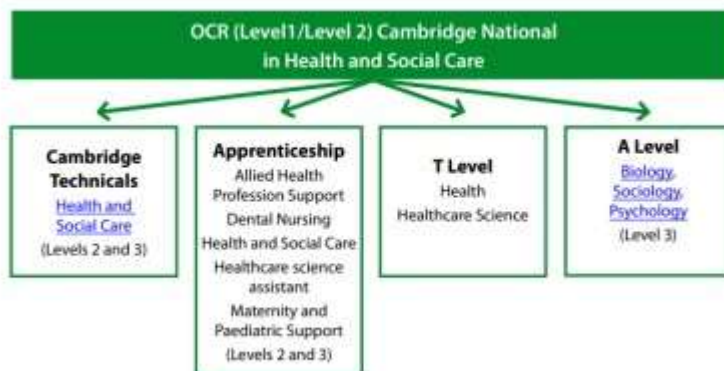 OCR (Level1/Level 2) Cambridge National
in Health and Social Care
Cambridge
Technicals
Health and
Social Care
(Levels 2 and 3)
Apprenticeship
Allied Health
Profession Support
Dental Nursing
Health and Social Care
Healthcare science
assistant
Maternity and
Paediatric Support
(Levels 2 and 3)
T Level
Health
Healthcare Science
A Level
Biology,
Sociology,
Psychology
(Level 3)